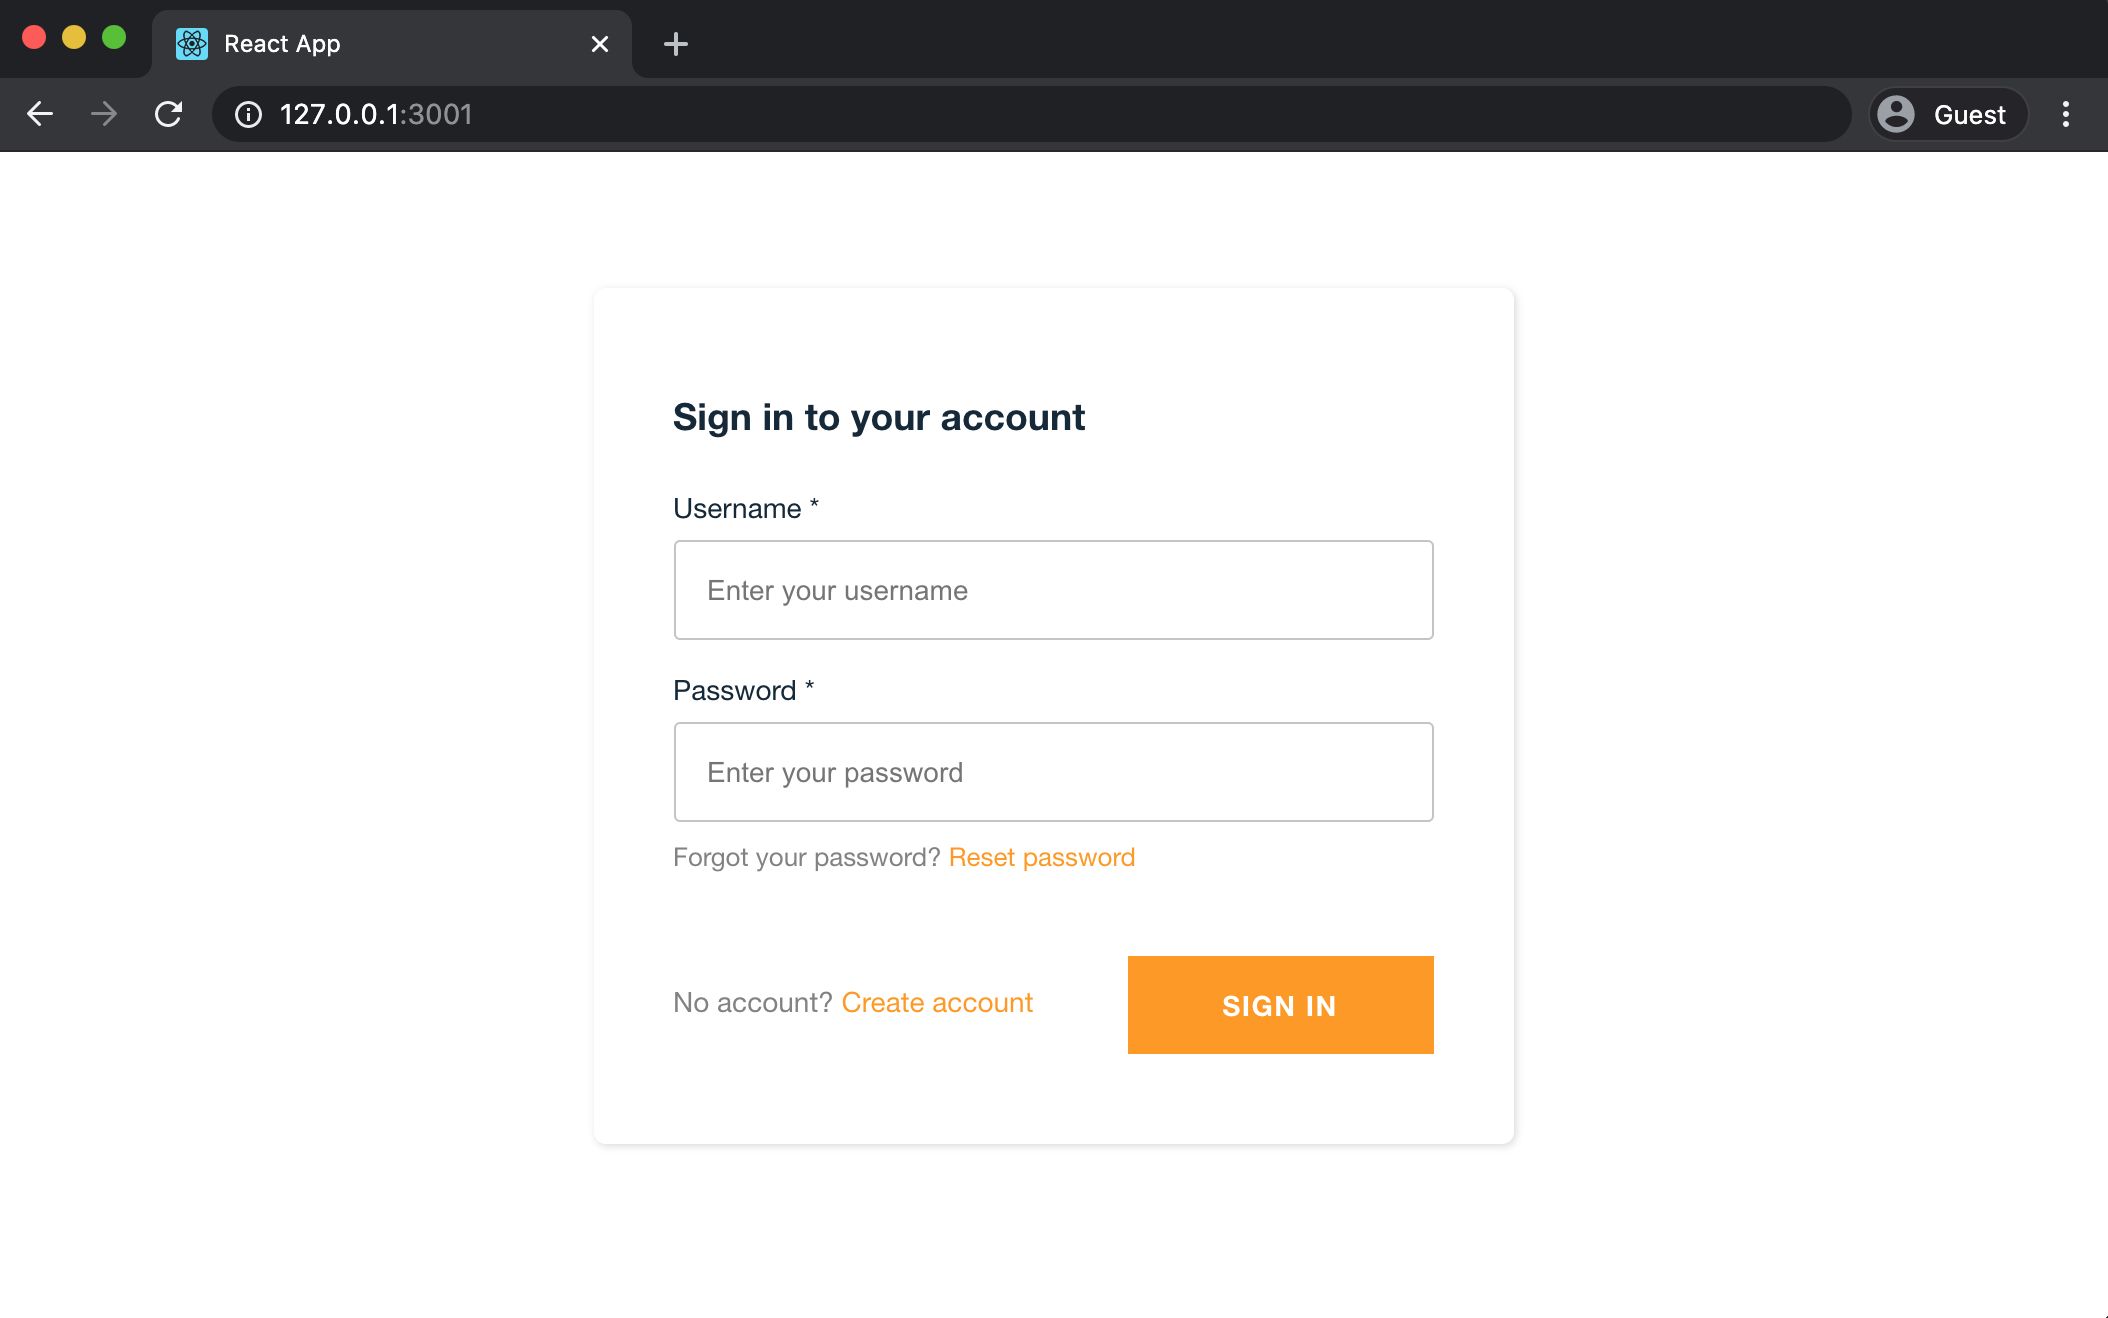 React App
127.0.0.1:3001
Guest
Sign in to your account
Username *
Enter your username
Password *
Enter your password
Forgot your password? Reset password
No account? Create account
SIGN IN